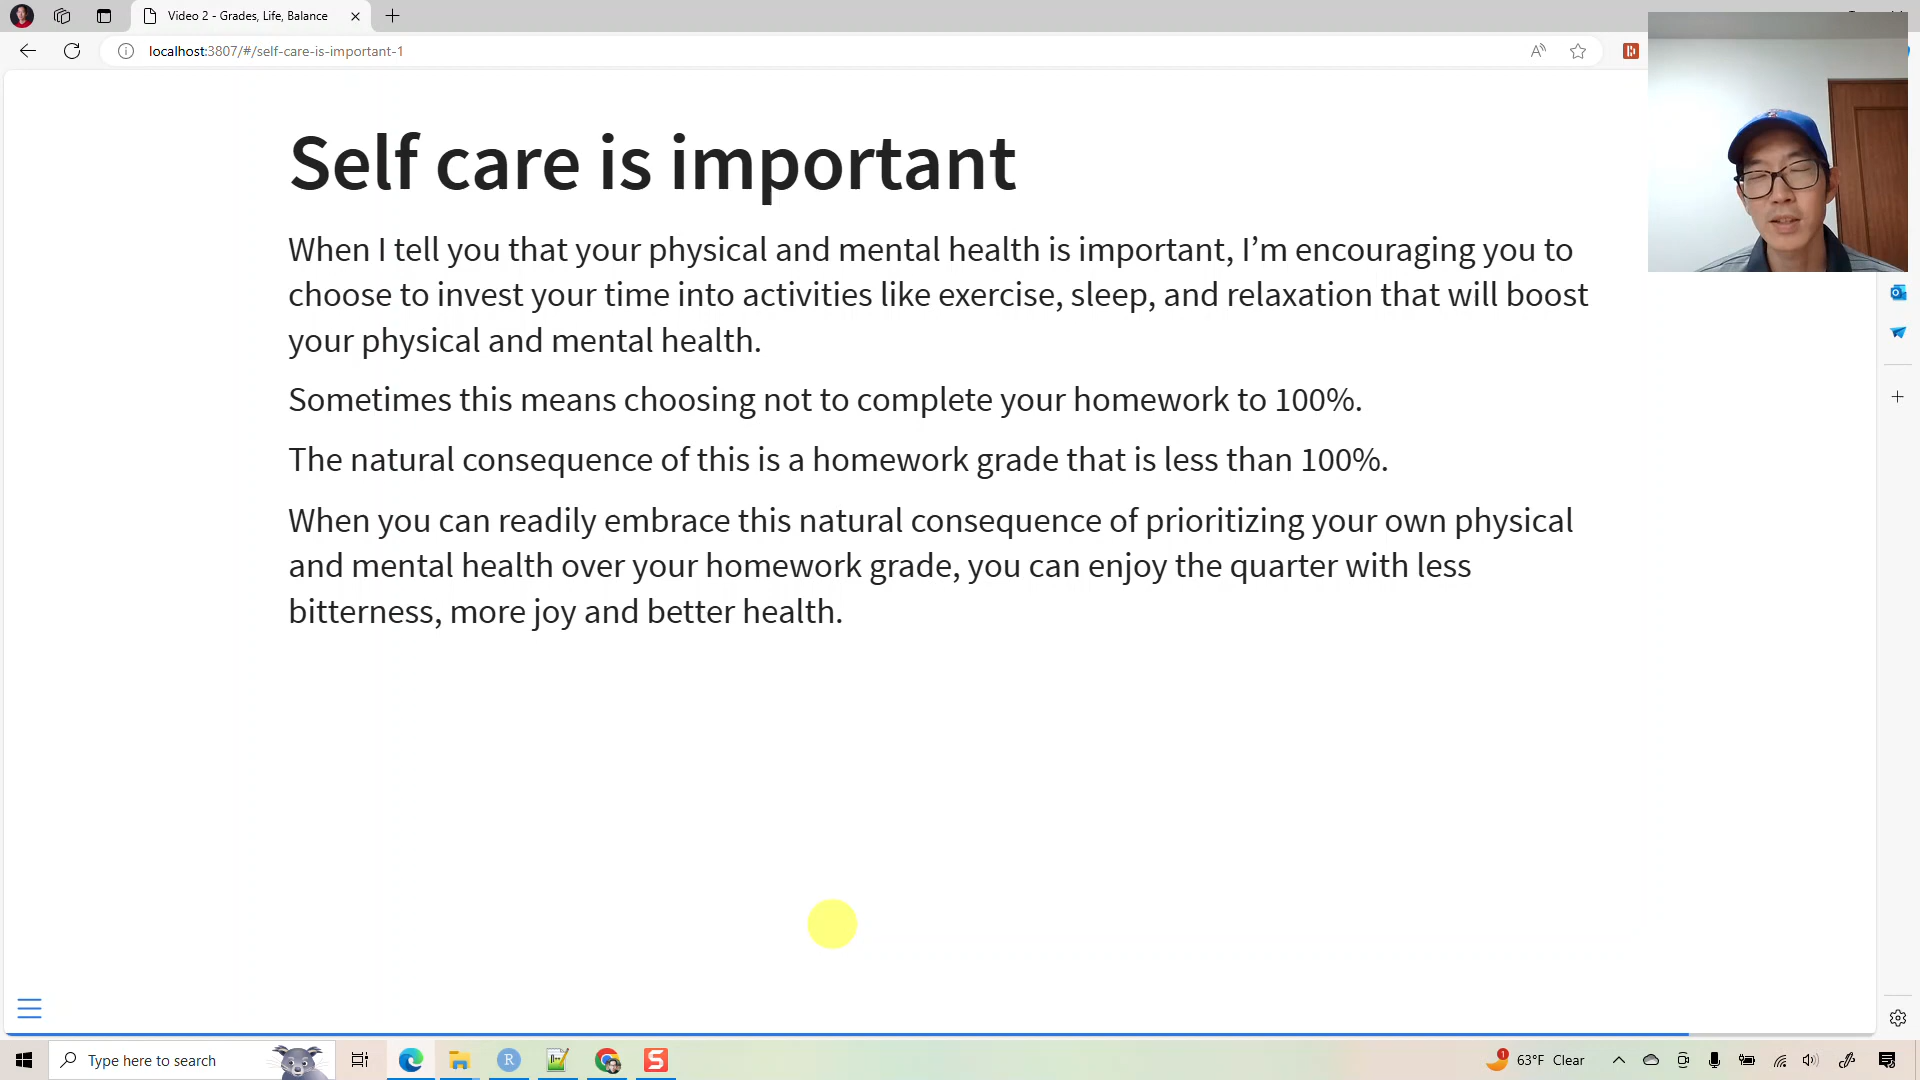 Video 2 - Grades, Life, Balance
localhost:3807/#/self-care-is-important-1
Self care is important
When I tell you that your physical and mental health is important, I’m encouraging you to
choose to invest your time into activities like exercise, sleep, and relaxation that will boost
your physical and mental health.
Sometimes this means choosing not to complete your homework to 100%.
The natural consequence of this is a homework grade that is less than 100%.
When you can readily embrace this natural consequence of prioritizing your own physical
and mental health over your homework grade, you can enjoy the quarter with less
bitterness, more joy and better health.
Type here to search
R
S
1
63°F Clear